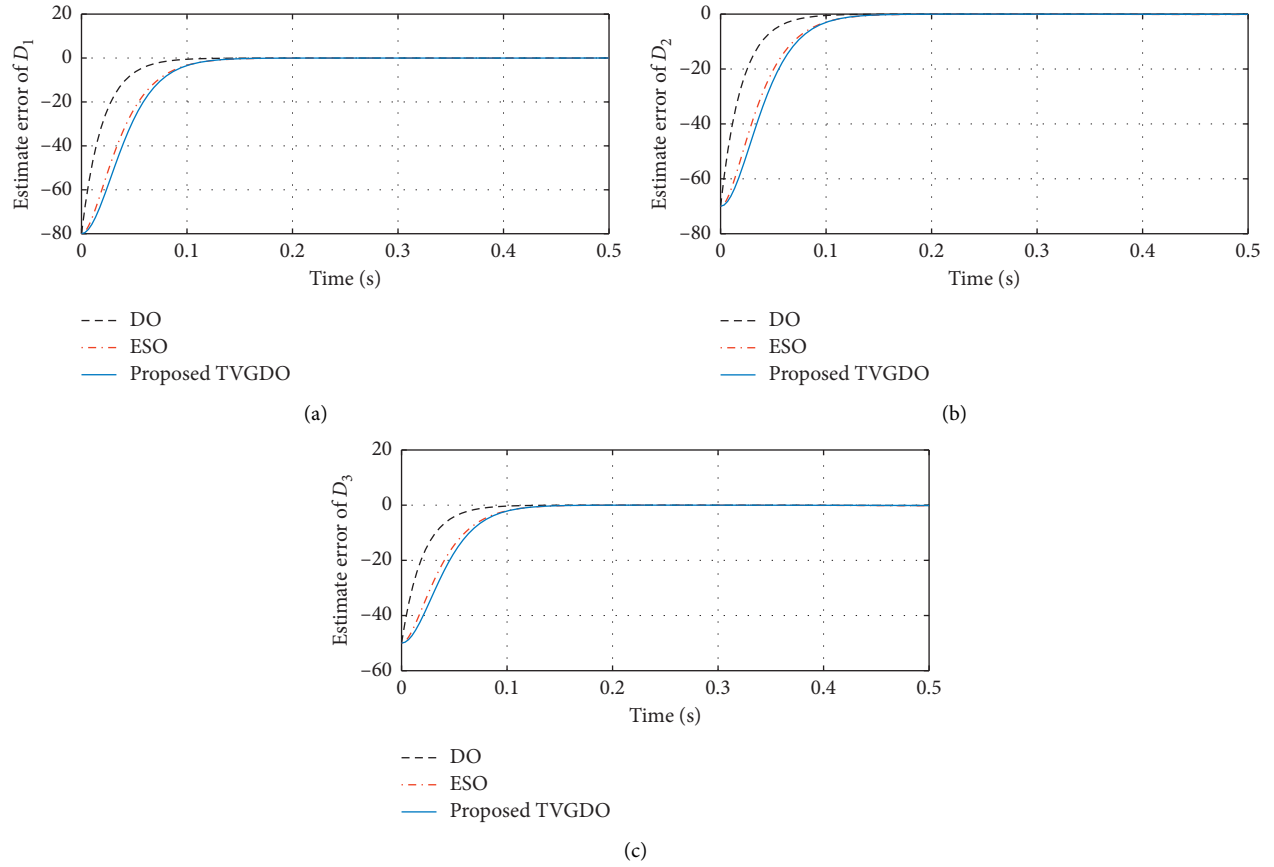 20
0
−20
−40
−60
−80
Estimate error of D1
0
0.1
0.2
0.3
0.4
0.5
Time (s)
DO
ESO
Proposed TVGDO
(a)
0
−20
−40
−60
−80
Estimate error of D2
0
0.1
0.2
0.3
0.4
0.5
Time (s)
DO
ESO
Proposed TVGDO
(b)
20
0
−20
−40
−60
Estimate error of D3
0
0.1
0.2
0.3
0.4
0.5
Time (s)
DO
ESO
Proposed TVGDO
(c)